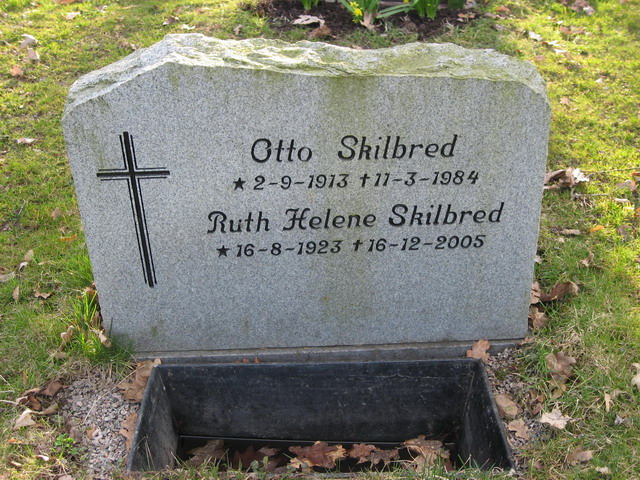 Otto Skilbred
★ 2-9-1913 ✝ 11-3-1984
Ruth Helene Skilbred
★ 16-8-1923 ✝ 16-12-2005